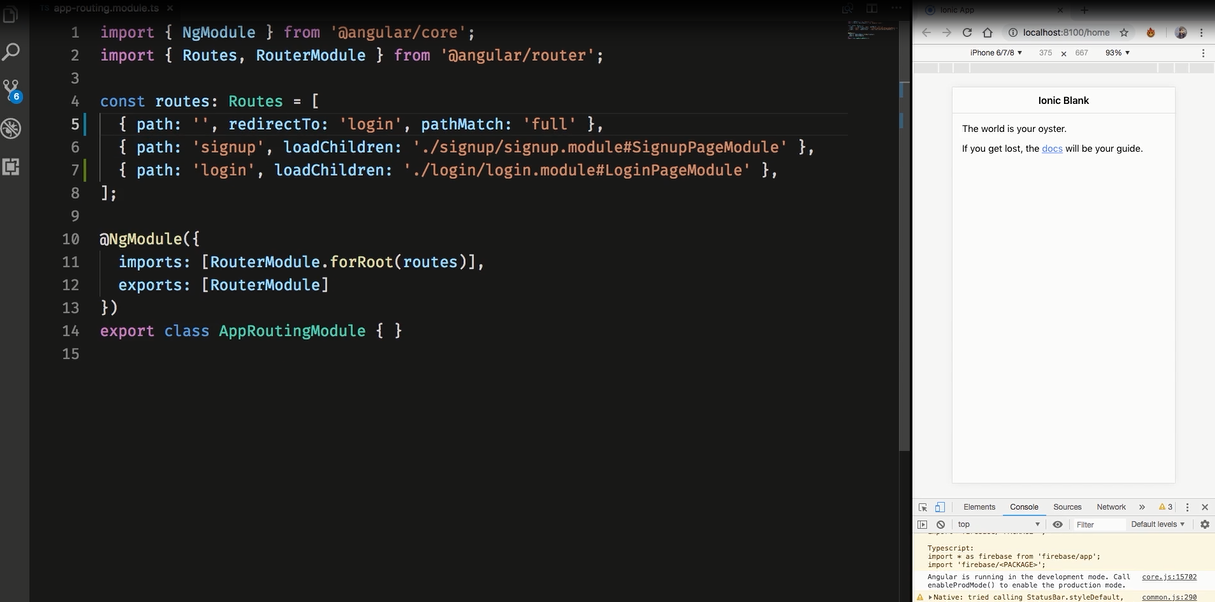 app-routing.module.ts
1 import { NgModule } from '@angular/core';
2 import { Routes, RouterModule } from '@angular/router';
3
4 const routes: Routes = [
5 { path: '', redirectTo: 'login', pathMatch: 'full' },
6 { path: 'signup', loadChildren: './signup/signup.module#SignupPageModule' },
7 { path: 'login', loadChildren: './login/login.module#LoginPageModule' },
8 ];
9
10 @NgModule({
11 imports: [RouterModule.forRoot(routes)],
12 exports: [RouterModule]
13 })
14 export class AppRoutingModule { }
15
6
Ionic App
localhost:8100/home
iPhone 6/7/8 ▼ 375 × 667 93% ▼
Ionic Blank
The world is your oyster.
If you get lost, the docs will be your guide.
Elements Console Sources Network » 3
top ▼ Filter Default levels ▼
Typescript:
import * as firebase from 'firebase/app';
import 'firebase/<PACKAGE>';
Angular is running in the development mode. Call core.js:15702
enableProdMode() to enable the production mode.
▸Native: tried calling StatusBar.styleDefault, common.js:290